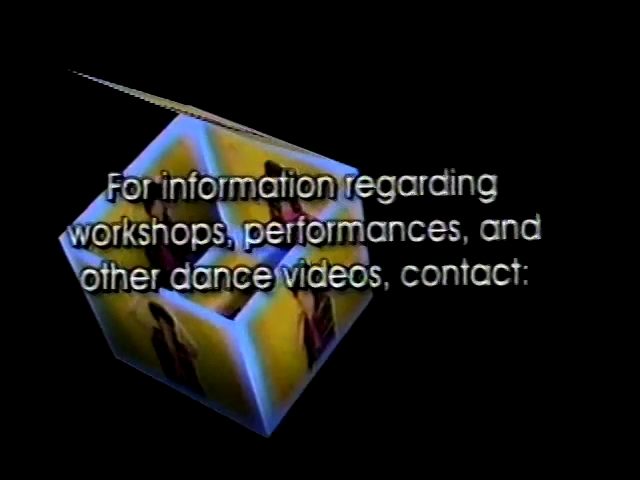 For information regarding
workshops, performances, and
other dance videos, contact: